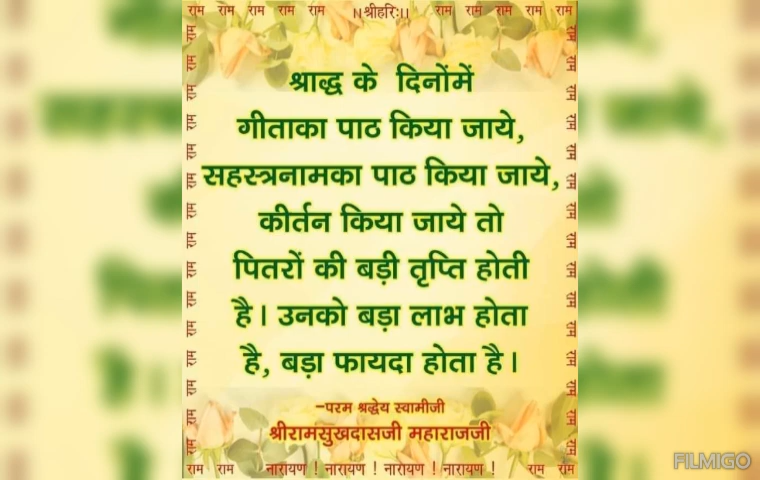 राम राम राम राम राम ।।श्रीहरि:।। राम राम राम राम राम
श्राद्ध के दिनोंमें
गीताका पाठ किया जाये,
सहस्त्रनामका पाठ किया जाये,
कीर्तन किया जाये तो
पितरों की बड़ी तृप्ति होती
है। उनको बड़ा लाभ होता
है, बड़ा फायदा होता है।
–परम श्रद्धेय स्वामीजी
श्रीरामसुखदासजी महाराजजी
राम राम नारायण ! नारायण ! नारायण ! नारायण ! राम राम
राम राम राम राम राम राम राम राम राम राम राम राम राम राम
राम राम राम राम राम राम राम राम राम राम राम राम राम राम
FILMIGO